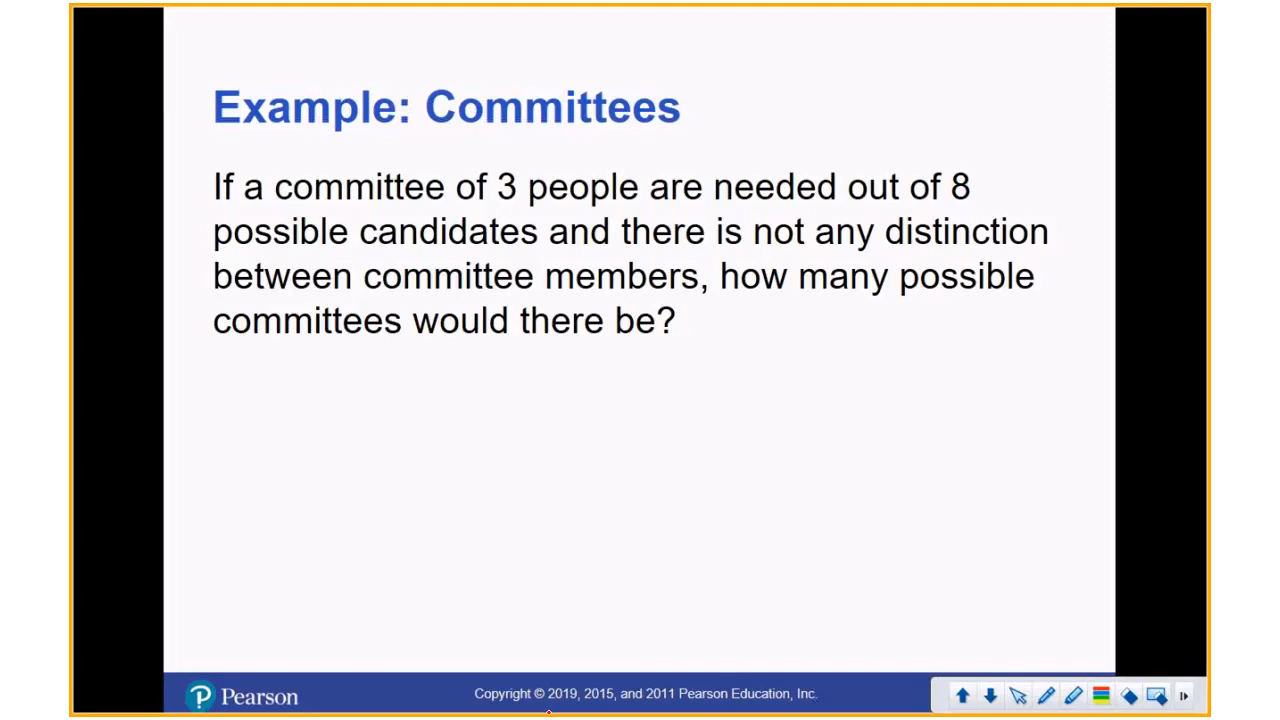 Example: Committees
If a committee of 3 people are needed out of 8
possible candidates and there is not any distinction
between committee members, how many possible
committees would there be?
Pearson
Copyright © 2019, 2015, and 2011 Pearson Education, Inc.